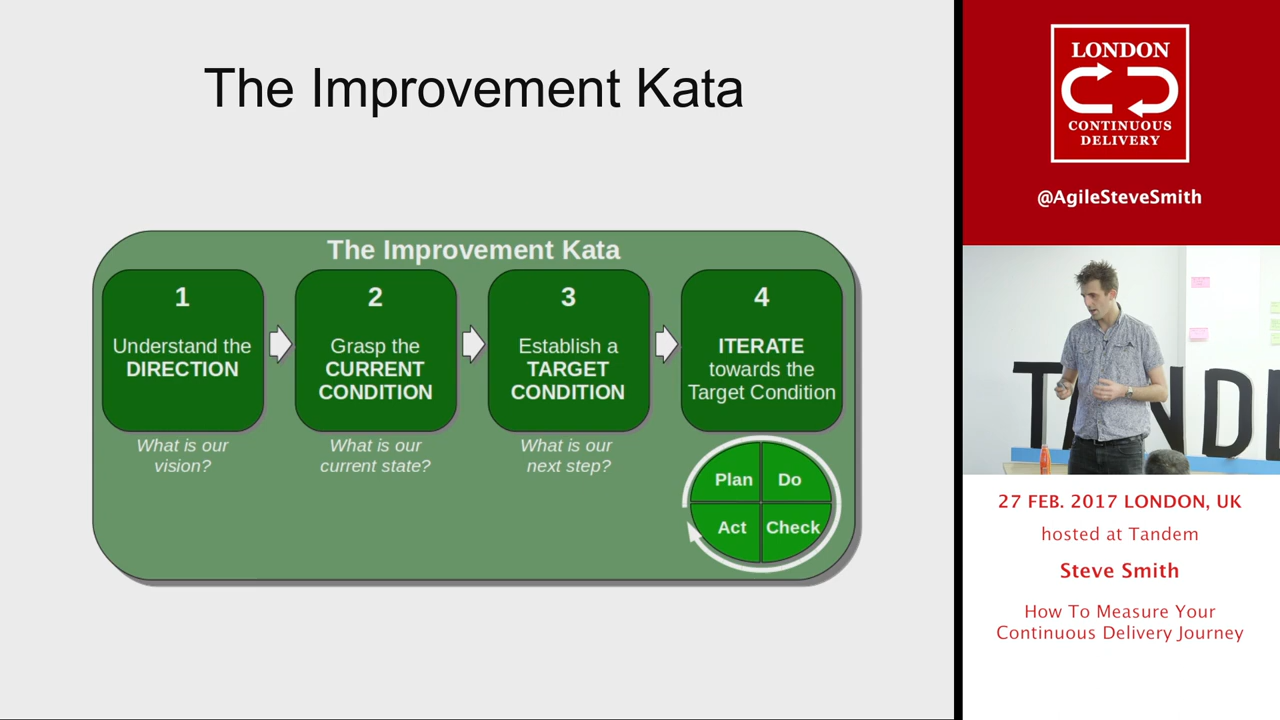 The Improvement Kata
The Improvement Kata
1
Understand the
DIRECTION
What is our
vision?
2
Grasp the
CURRENT
CONDITION
What is our
current state?
3
Establish a
TARGET
CONDITION
What is our
next step?
4
ITERATE
towards the
Target Condition
Plan
Do
Act
Check
LONDON
CONTINUOUS
DELIVERY
@AgileSteveSmith
TANDE
27 FEB. 2017 LONDON, UK
hosted at Tandem
Steve Smith
How To Measure Your
Continuous Delivery Journey